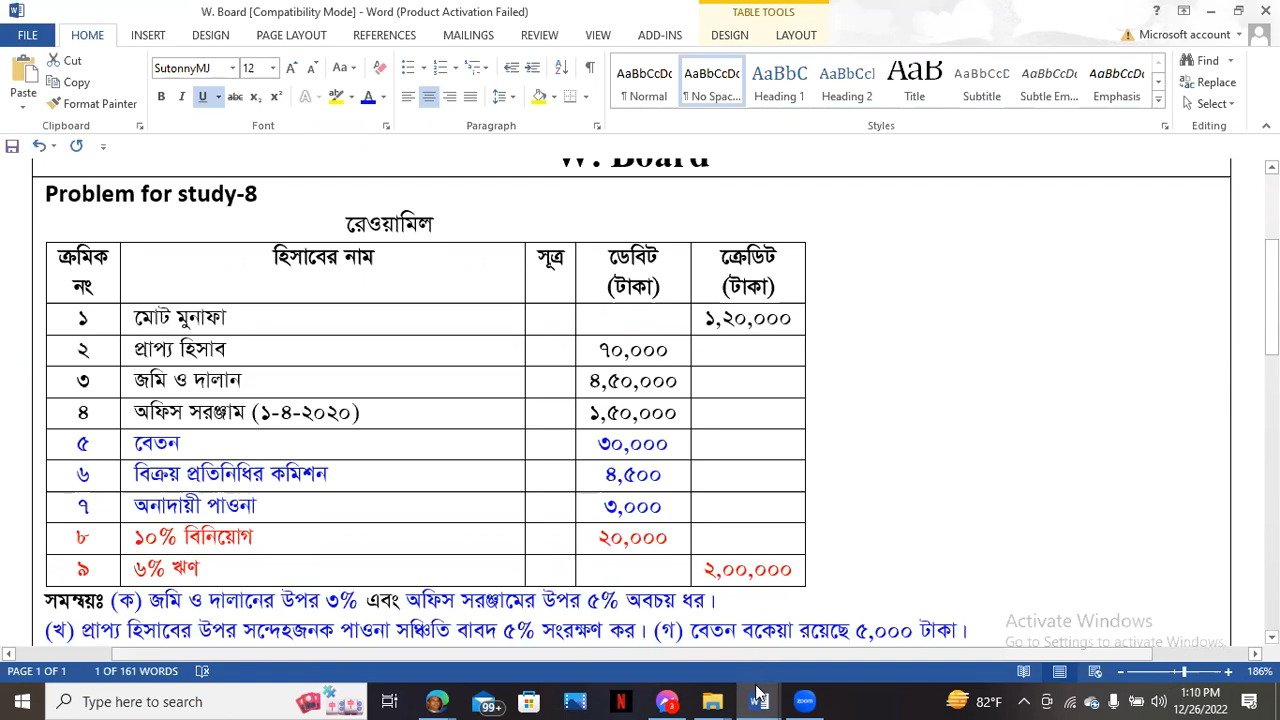 W. Board [Compatibility Mode] - Word (Product Activation Failed)
TABLE TOOLS
FILE HOME INSERT DESIGN PAGE LAYOUT REFERENCES MAILINGS REVIEW VIEW ADD-INS DESIGN LAYOUT Microsoft account
Cut
Copy
Format Painter
Paste
Clipboard
SutonnyMJ 12
Font
Paragraph
AaBbCcDc AaBbCcDc AaBbC AaBbCc AaB AaBbCcD AaBbCcDc AaBbCcDc
¶ Normal ¶ No Spac... Heading 1 Heading 2 Title Subtitle Subtle Em... Emphasis
Styles
Find
Replace
Select
Editing
W. Board
Problem for study-8
রেওয়ামিল
ক্রমিক নং হিসাবের নাম সূত্র ডেবিট (টাকা) ক্রেডিট (টাকা)
১ মোট মুনাফা ১,২০,০০০
২ প্রাপ্য হিসাব ৭০,০০০
৩ জমি ও দালান ৪,৫০,০০০
৪ অফিস সরঞ্জাম (১-৪-২০২০) ১,৫০,০০০
৫ বেতন ৩০,০০০
৬ বিক্রয় প্রতিনিধির কমিশন ৪,৫০০
৭ অনাদায়ী পাওনা ৩,০০০
৮ ১০% বিনিয়োগ ২০,০০০
৯ ৬% ঋণ ২,০০,০০০
সমন্বয়ঃ (ক) জমি ও দালানের উপর ৩% এবং অফিস সরঞ্জামের উপর ৫% অবচয় ধর।
(খ) প্রাপ্য হিসাবের উপর সন্দেহজনক পাওনা সঞ্চিতি বাবদ ৫% সংরক্ষণ কর। (গ) বেতন বকেয়া রয়েছে ৫,০০০ টাকা।
Activate Windows
Go to Settings to activate Windows.
PAGE 1 OF 1 1 OF 161 WORDS 186%
Type here to search 99+ 3 zoom 82°F 1:10 PM
12/26/2022